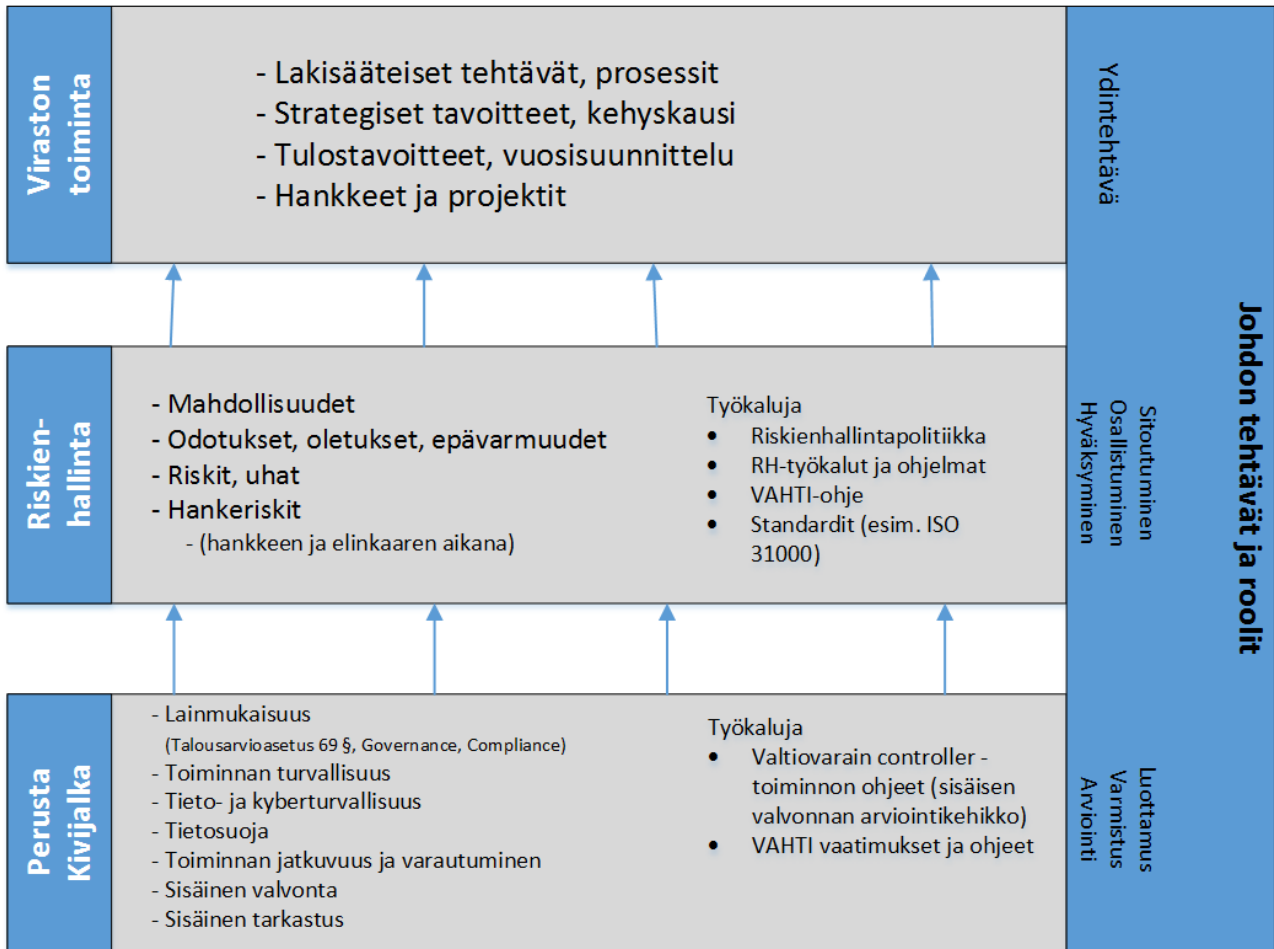 Viraston
toiminta
- Lakisääteiset tehtävät, prosessit
- Strategiset tavoitteet, kehyskausi
- Tulostavoitteet, vuosisuunnittelu
- Hankkeet ja projektit
Ydintehtävä
Riskien-
hallinta
- Mahdollisuudet
- Odotukset, oletukset, epävarmuudet
- Riskit, uhat
- Hankeriskit
- (hankkeen ja elinkaaren aikana)
Työkaluja
• Riskienhallintapolitiikka
• RH-työkalut ja ohjelmat
• VAHTI-ohje
• Standardit (esim. ISO
31000)
Sitoutuminen
Osallistuminen
Hyväksyminen
Perusta
Kivijalka
- Lainmukaisuus
(Talousarvioasetus 69 §, Governance, Compliance)
- Toiminnan turvallisuus
- Tieto- ja kyberturvallisuus
- Tietosuoja
- Toiminnan jatkuvuus ja varautuminen
- Sisäinen valvonta
- Sisäinen tarkastus
Työkaluja
• Valtiovarain controller -
toiminnon ohjeet (sisäisen
valvonnan arviointikehikko)
• VAHTI vaatimukset ja ohjeet
Luottamus
Varmistus
Arviointi
Johdon tehtävät ja roolit